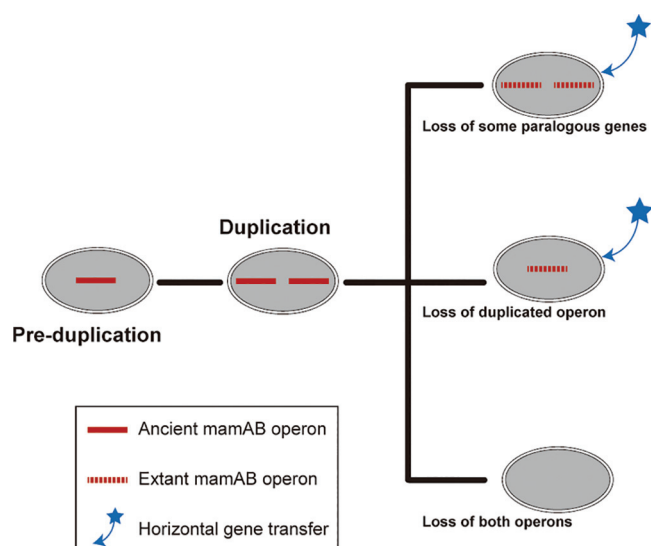 Loss of some paralogous genes
Duplication
Pre-duplication
Loss of duplicated operon
Ancient mamAB operon
Extant mamAB operon
Horizontal gene transfer
Loss of both operons